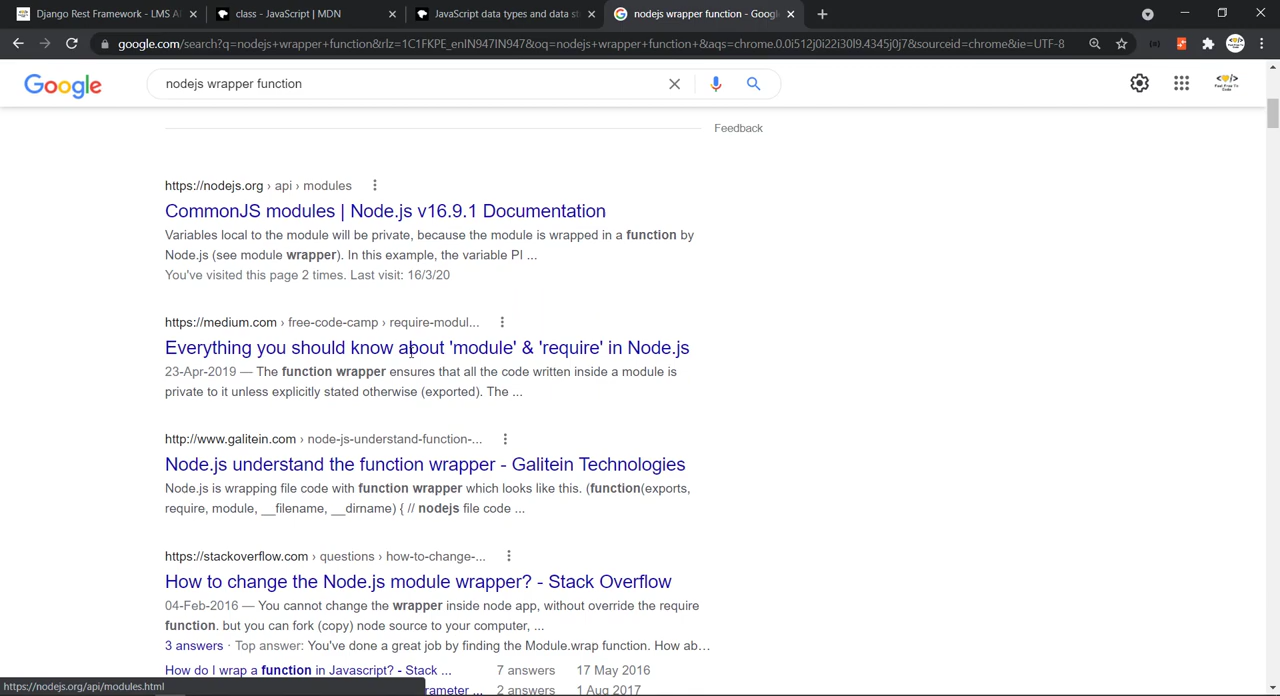 Django Rest Framework - LMS A
class - JavaScript | MDN
JavaScript data types and data st
nodejs wrapper function - Google
google.com/search?q=nodejs+wrapper+function&rlz=1C1FKPE_enIN947IN947&oq=nodejs+wrapper+function+&aqs=chrome.0.0i512j0i22i30l9.4345j0j7&sourceid=chrome&ie=UTF-8
Google
nodejs wrapper function
Feedback
https://nodejs.org › api › modules
CommonJS modules | Node.js v16.9.1 Documentation
Variables local to the module will be private, because the module is wrapped in a function by
Node.js (see module wrapper). In this example, the variable PI ...
You've visited this page 2 times. Last visit: 16/3/20
https://medium.com › free-code-camp › require-modul...
Everything you should know about 'module' & 'require' in Node.js
23-Apr-2019 — The function wrapper ensures that all the code written inside a module is
private to it unless explicitly stated otherwise (exported). The ...
http://www.galitein.com › node-js-understand-function-...
Node.js understand the function wrapper - Galitein Technologies
Node.js is wrapping file code with function wrapper which looks like this. (function(exports,
require, module, __filename, __dirname) { // nodejs file code ...
https://stackoverflow.com › questions › how-to-change-...
How to change the Node.js module wrapper? - Stack Overflow
04-Feb-2016 — You cannot change the wrapper inside node app, without override the require
function. but you can fork (copy) node source to your computer, ...
3 answers · Top answer: You've done a great job by finding the Module.wrap function. How ab...
How do I wrap a function in Javascript? - Stack ... 7 answers 17 May 2016
rameter ... 2 answers 1 Aug 2017
https://nodejs.org/api/modules.html